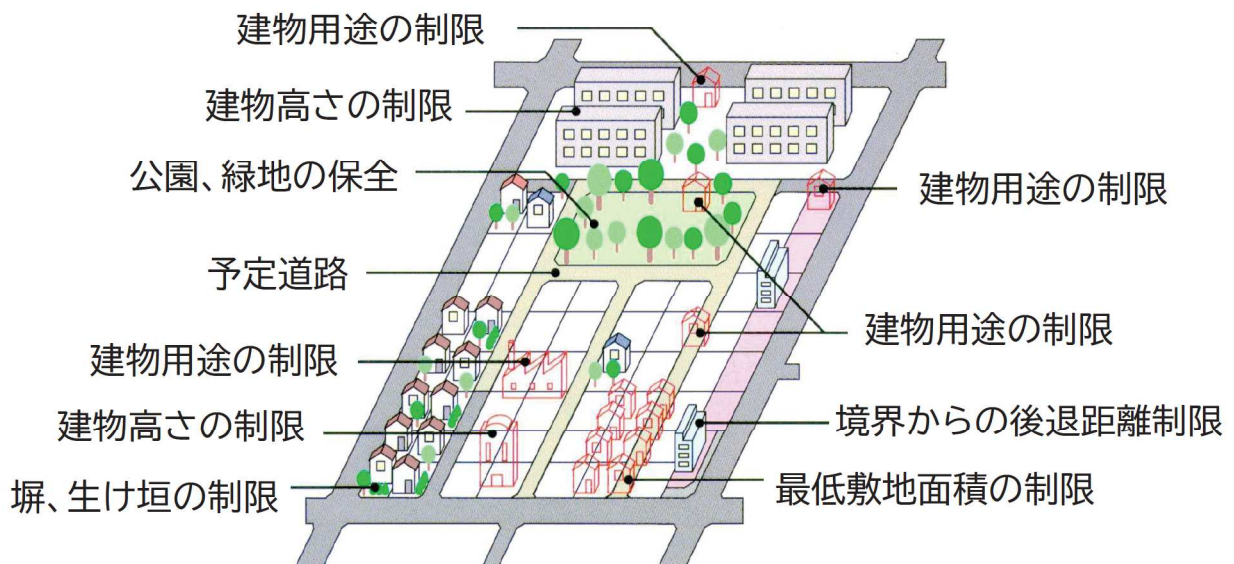 建物用途の制限
建物高さの制限
公園、緑地の保全
建物用途の制限
予定道路
建物用途の制限
建物用途の制限
建物高さの制限
境界からの後退距離制限
塀、生け垣の制限
最低敷地面積の制限